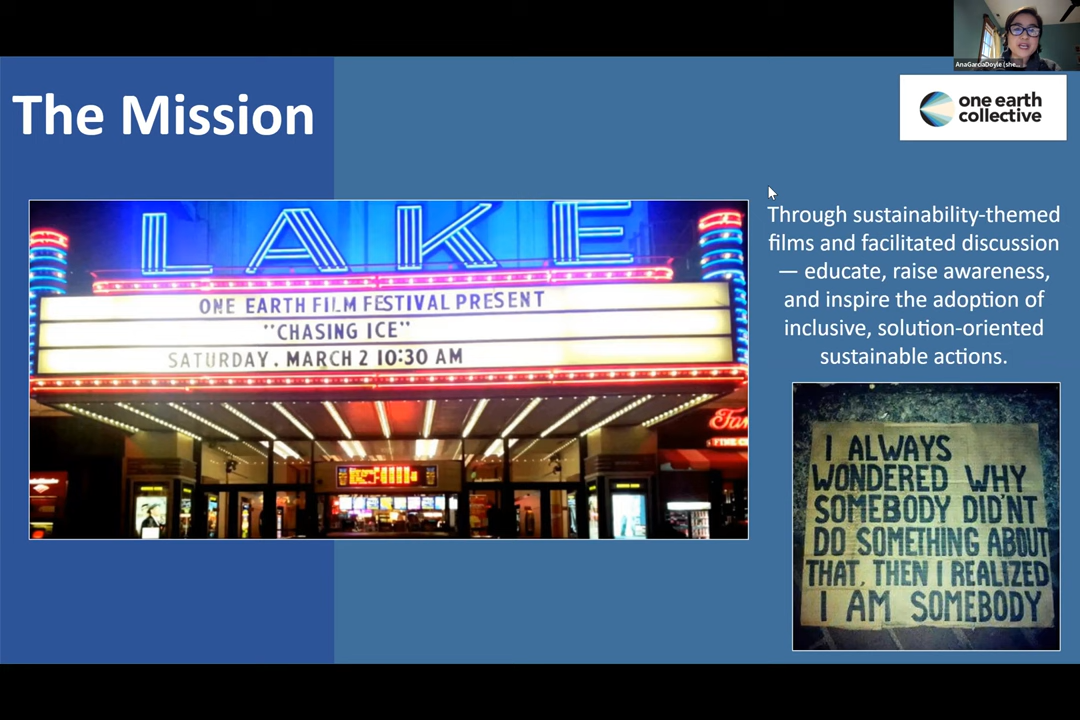 AnaGarciaDoyle (she...
The Mission
one earth
collective
LAKE
ONE EARTH FILM FESTIVAL PRESENT
"CHASING ICE"
SATURDAY, MARCH 2 10:30 AM
Through sustainability-themed
films and facilitated discussion
— educate, raise awareness,
and inspire the adoption of
inclusive, solution-oriented
sustainable actions.
I ALWAYS
WONDERED WHY
SOMEBODY DID'NT
DO SOMETHING ABOUT
THAT, THEN I REALIZED
I AM SOMEBODY